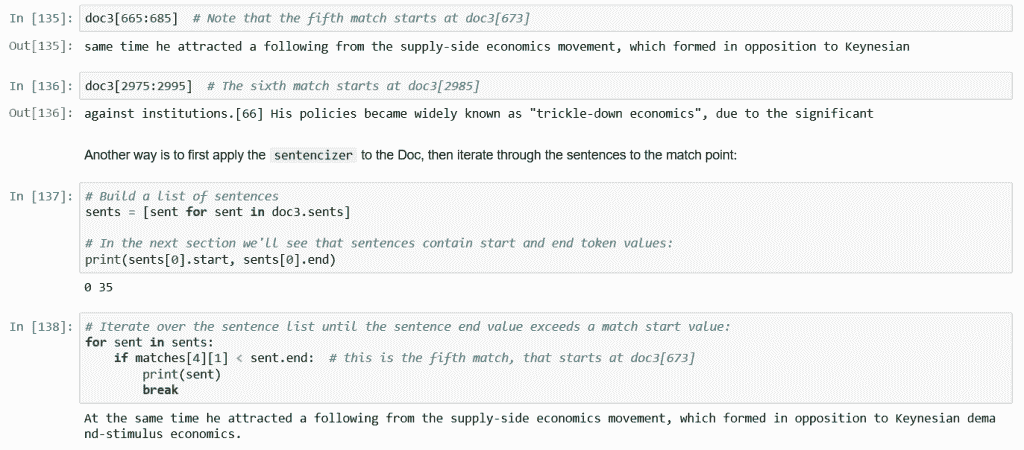 In [135]: doc3[665:685] # Note that the fifth match starts at doc3[673]
Out[135]: same time he attracted a following from the supply-side economics movement, which formed in opposition to Keynesian
In [136]: doc3[2975:2995] # The sixth match starts at doc3[2985]
Out[136]: against institutions.[66] His policies became widely known as "trickle-down economics", due to the significant
Another way is to first apply the sentencizer to the Doc, then iterate through the sentences to the match point:
In [137]: # Build a list of sentences
sents = [sent for sent in doc3.sents]
# In the next section we'll see that sentences contain start and end token values:
print(sents[0].start, sents[0].end)
0 35
In [138]: # Iterate over the sentence list until the sentence end value exceeds a match start value:
for sent in sents:
    if matches[4][1] < sent.end: # this is the fifth match, that starts at doc3[673]
        print(sent)
        break
At the same time he attracted a following from the supply-side economics movement, which formed in opposition to Keynesian dema
nd-stimulus economics.